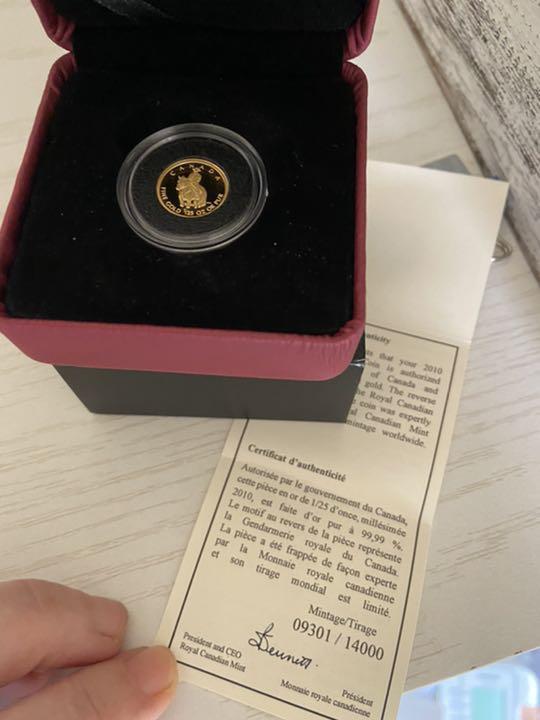 CANADA
FINE GOLD 1/25 OZ OR PUR
that your 2010
Coin is authorized
of Canada and
gold. The reverse
Royal Canadian
coin was expertly
Canadian Mint
mintage worldwide.
Certificat d'authenticité
Autorisée par le gouvernement du Canada,
cette pièce en or de 1/25 d'once, millésimée
2010, est faite d'or pur à 99,99 %.
Le motif au revers de la pièce représente
la Gendarmerie royale du Canada.
La pièce a été frappée de façon experte
par la Monnaie royale canadienne
et son tirage mondial est limité.
Mintage/Tirage
09301 / 14000
President and CEO
Royal Canadian Mint
Président
Monnaie royale canadienne